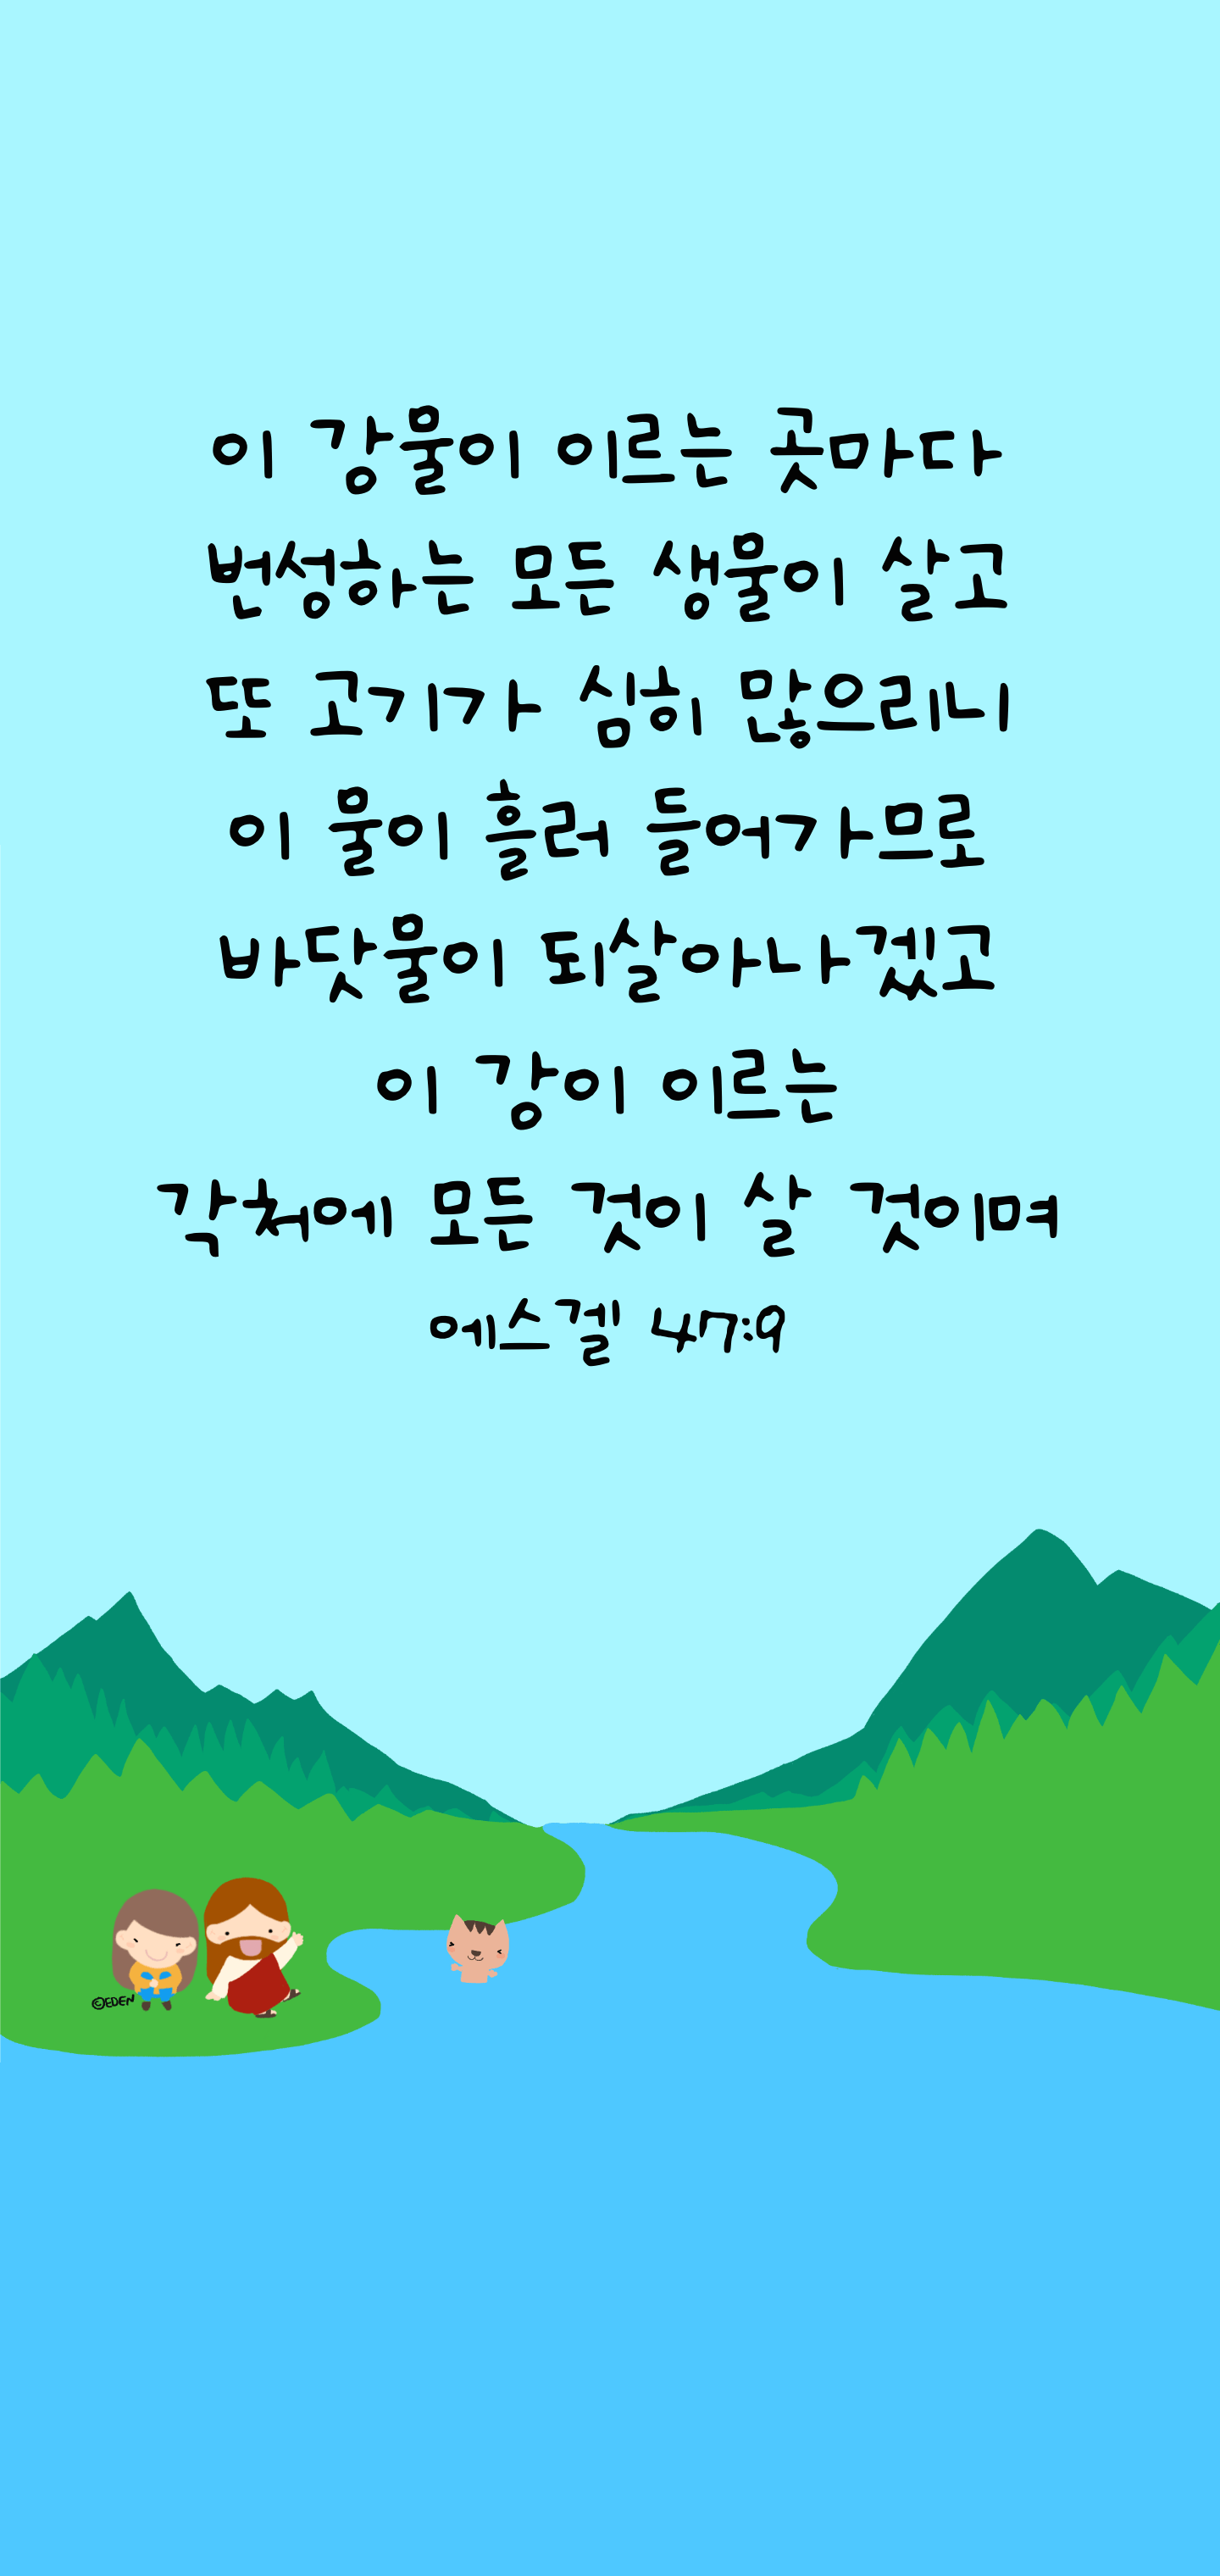 이 강물이 이르는 곳마다
번성하는 모든 생물이 살고
또 고기가 심히 많으리니
이 물이 흘러 들어가므로
바닷물이 되살아나겠고
이 강이 이르는
각처에 모든 것이 살 것이며
에스겔 47:9
©EDEN